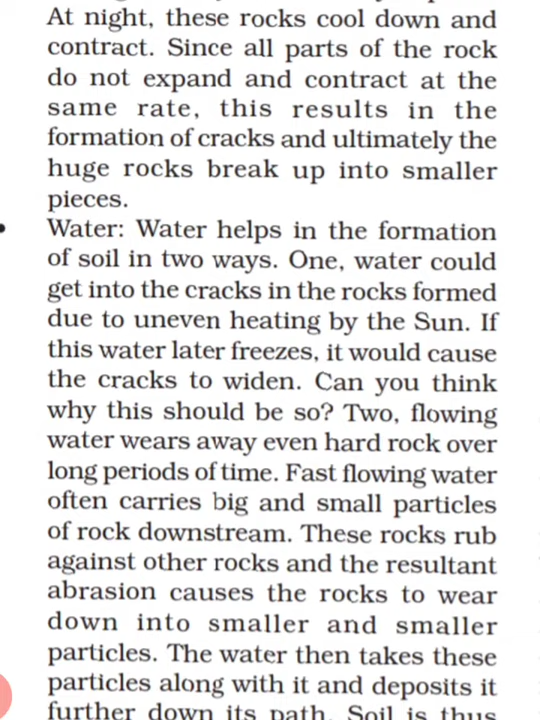 At night, these rocks cool down and
contract. Since all parts of the rock
do not expand and contract at the
same rate, this results in the
formation of cracks and ultimately the
huge rocks break up into smaller
pieces.
• Water: Water helps in the formation
of soil in two ways. One, water could
get into the cracks in the rocks formed
due to uneven heating by the Sun. If
this water later freezes, it would cause
the cracks to widen. Can you think
why this should be so? Two, flowing
water wears away even hard rock over
long periods of time. Fast flowing water
often carries big and small particles
of rock downstream. These rocks rub
against other rocks and the resultant
abrasion causes the rocks to wear
down into smaller and smaller
particles. The water then takes these
particles along with it and deposits it
further down its path. Soil is thus